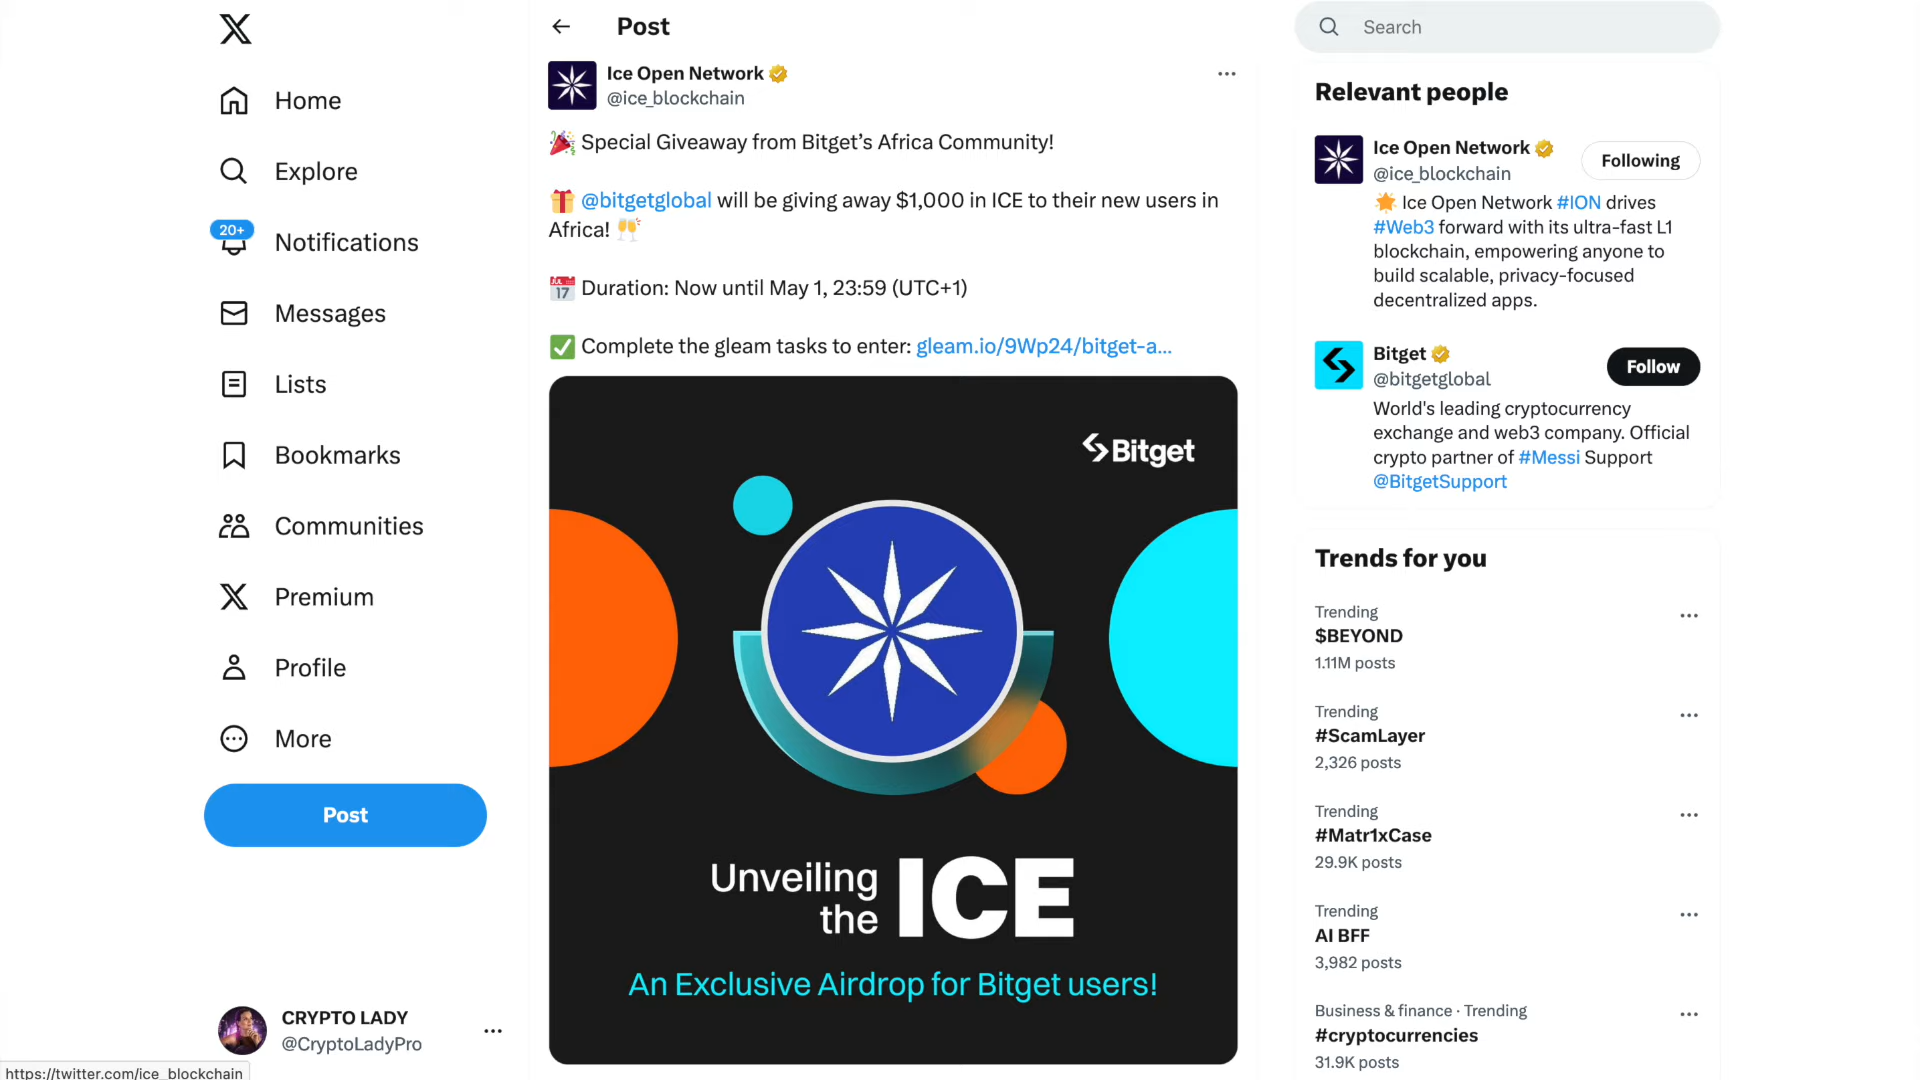 Home
Explore
20+
Notifications
Messages
Lists
Bookmarks
Communities
Premium
Profile
More
Post
CRYPTO LADY
@CryptoLadyPro
https://twitter.com/ice_blockchain
Post
Ice Open Network
@ice_blockchain
🎉 Special Giveaway from Bitget’s Africa Community!
🎁 @bitgetglobal will be giving away $1,000 in ICE to their new users in
Africa! 🥂
📅 Duration: Now until May 1, 23:59 (UTC+1)
✅ Complete the gleam tasks to enter: gleam.io/9Wp24/bitget-a...
Bitget
Unveiling
the ICE
An Exclusive Airdrop for Bitget users!
Search
Relevant people
Ice Open Network
@ice_blockchain
Following
🌟 Ice Open Network #ION drives
#Web3 forward with its ultra-fast L1
blockchain, empowering anyone to
build scalable, privacy-focused
decentralized apps.
Bitget
@bitgetglobal
Follow
World's leading cryptocurrency
exchange and web3 company. Official
crypto partner of #Messi Support
@BitgetSupport
Trends for you
Trending
$BEYOND
1.11M posts
Trending
#ScamLayer
2,326 posts
Trending
#Matr1xCase
29.9K posts
Trending
AI BFF
3,982 posts
Business & finance · Trending
#cryptocurrencies
31.9K posts